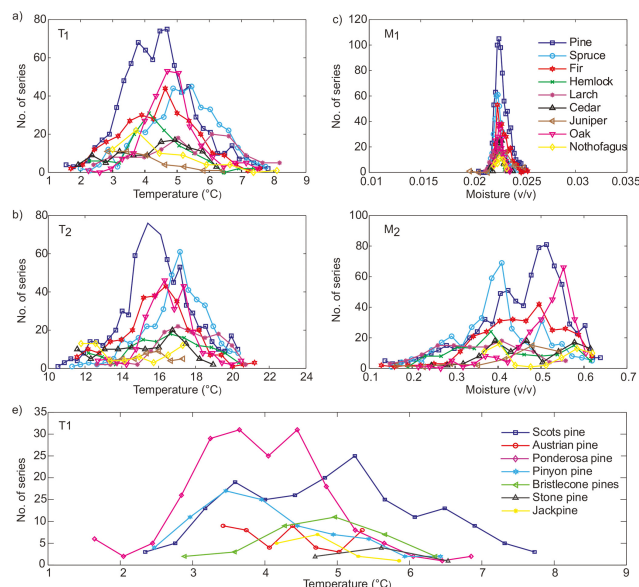 a) T1
80
60
40
20
0
No. of series
1 2 3 4 5 6 7 8 9
Temperature (°C)
c) M1
120
100
80
60
40
20
0
No. of series
0.01 0.015 0.02 0.025 0.03 0.035
Moisture (v/v)
Pine
Spruce
Fir
Hemlock
Larch
Cedar
Juniper
Oak
Nothofagus
b) T2
80
60
40
20
0
No. of series
10 12 14 16 18 20 22 24
Temperature (°C)
M2
100
80
60
40
20
0
No. of series
0.1 0.2 0.3 0.4 0.5 0.6 0.7
Moisture (v/v)
e) T1
35
30
25
20
15
10
5
0
No. of series
1 2 3 4 5 6 7 8 9
Temperature (°C)
Scots pine
Austrian pine
Ponderosa pine
Pinyon pine
Bristlecone pines
Stone pine
Jackpine